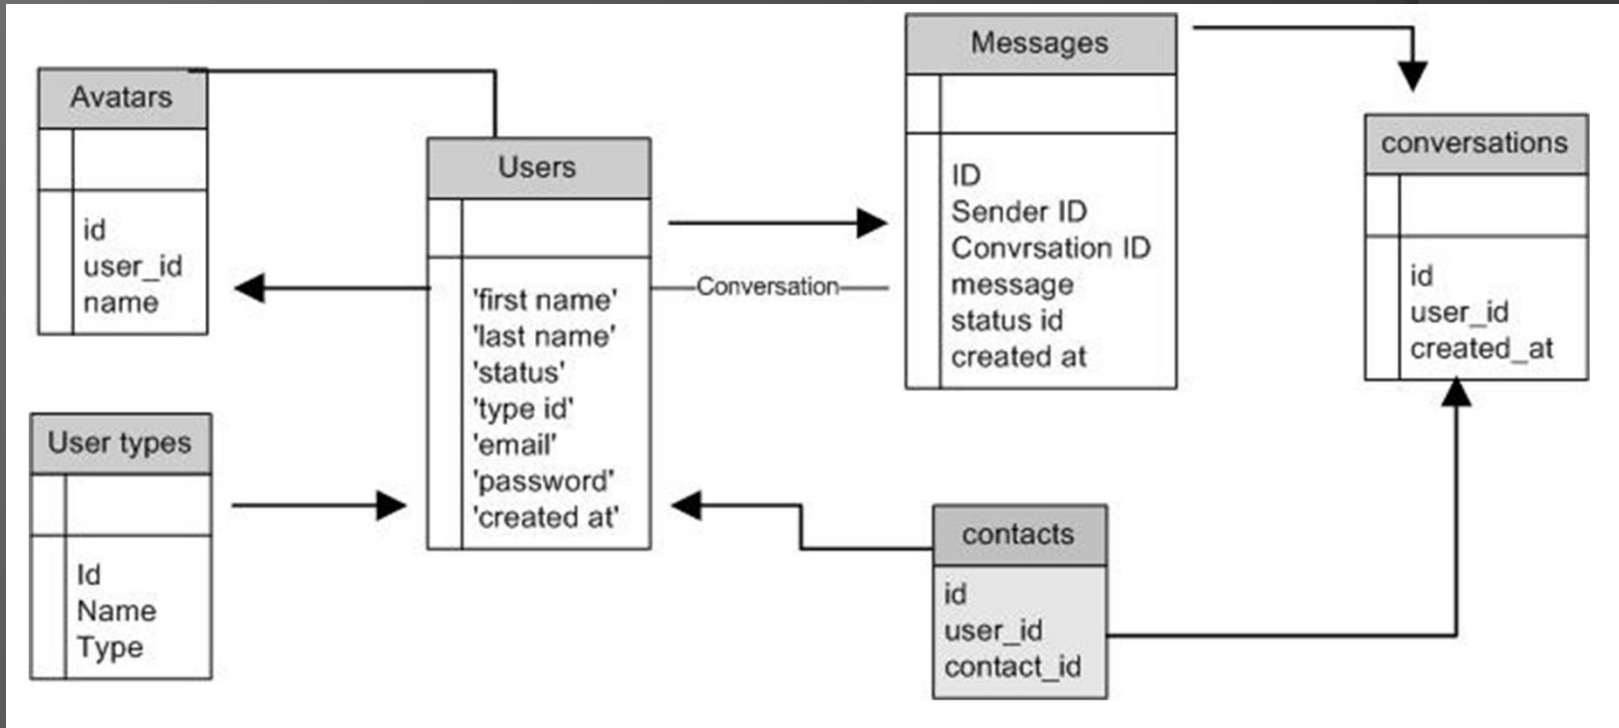 Avatars
id
user_id
name
User types
Id
Name
Type
Users
'first name'
'last name'
'status'
'type id'
'email'
'password'
'created at'
Conversation
Messages
ID
Sender ID
Convrsation ID
message
status id
created at
contacts
id
user_id
contact_id
conversations
id
user_id
created_at